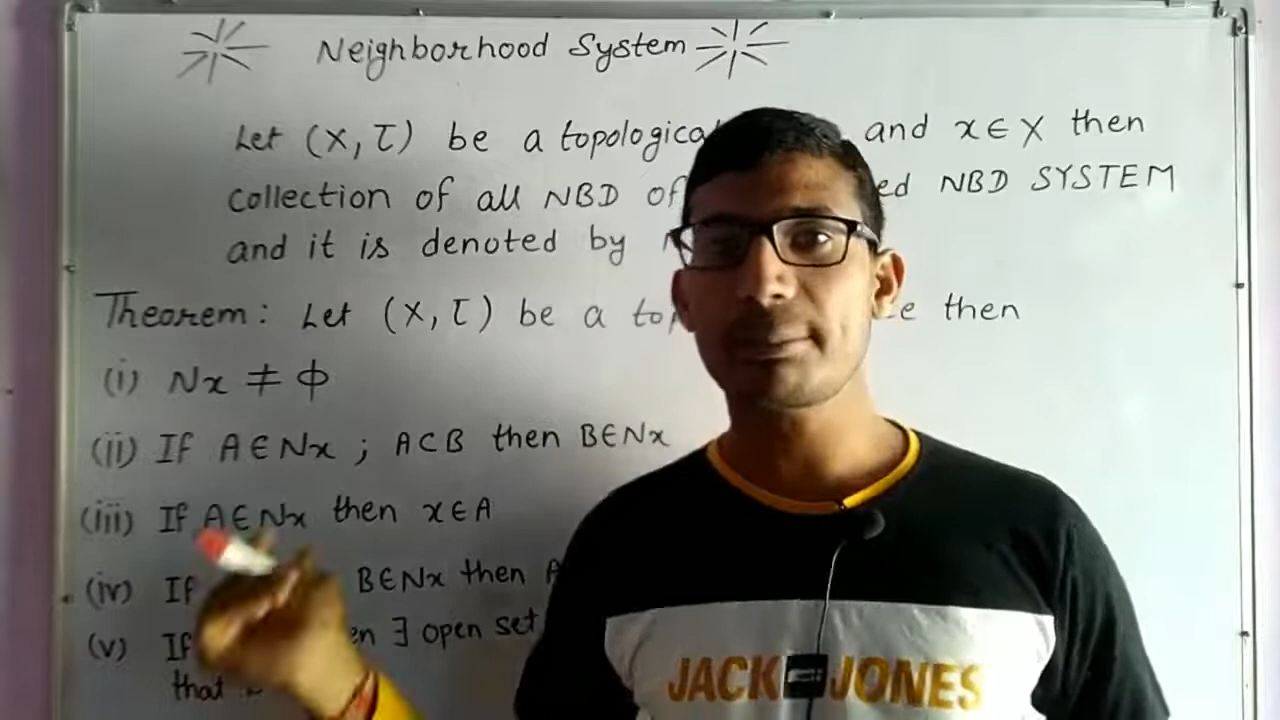 Neighborhood System
Let (X, τ) be a topologica and x∈X then
collection of all NBD of ed NBD SYSTEM
and it is denoted by
Theorem: Let (X, τ) be a top e then
(i) Nx ≠ ϕ
(ii) If A∈Nx ; A⊂B then B∈Nx
(iii) If A∈Nx then x∈A
(iv) If B∈Nx then A
(v) If en ∃ open set
that
JACK JONES